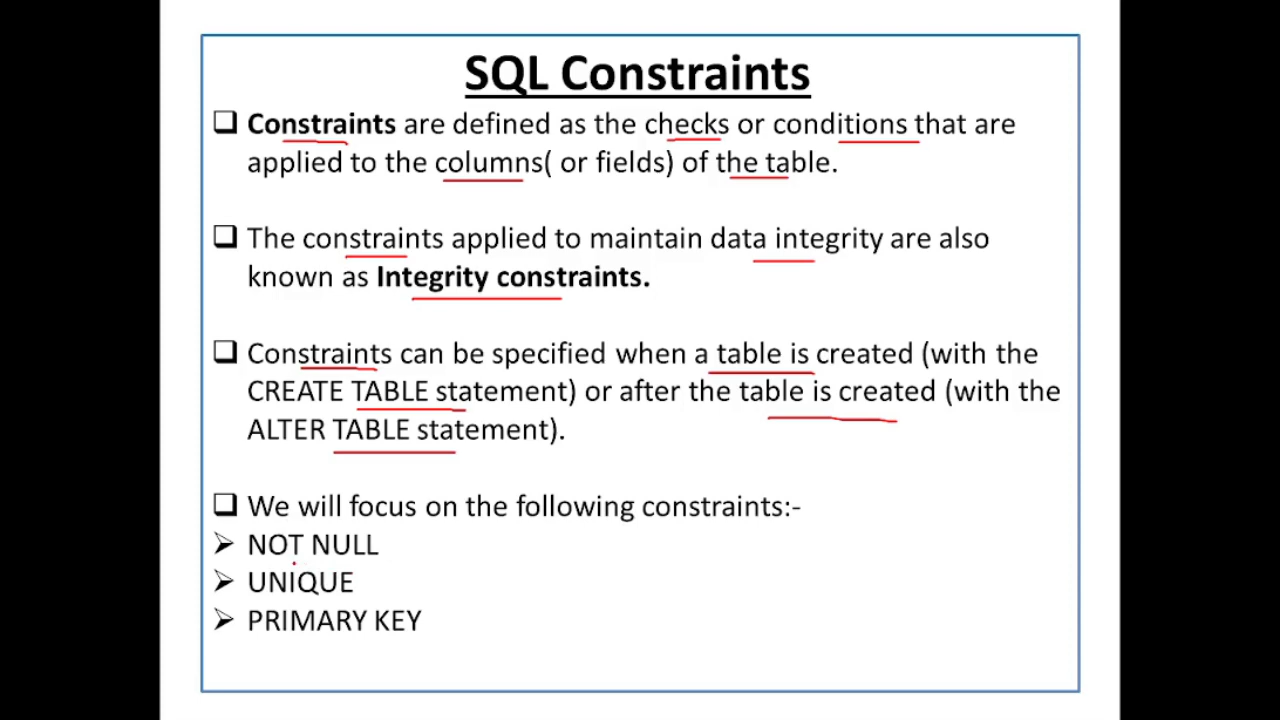 SQL Constraints
❑ Constraints are defined as the checks or conditions that are
applied to the columns( or fields) of the table.
❑ The constraints applied to maintain data integrity are also
known as Integrity constraints.
❑ Constraints can be specified when a table is created (with the
CREATE TABLE statement) or after the table is created (with the
ALTER TABLE statement).
❑ We will focus on the following constraints:-
➢ NOT NULL
➢ UNIQUE
➢ PRIMARY KEY